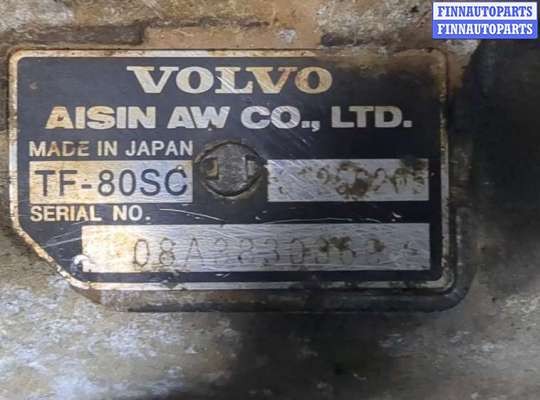 FINNAUTOPARTS
FINNAUTOPARTS
VOLVO
AISIN AW CO., LTD.
MADE IN JAPAN
TF-80SC
SERIAL NO.